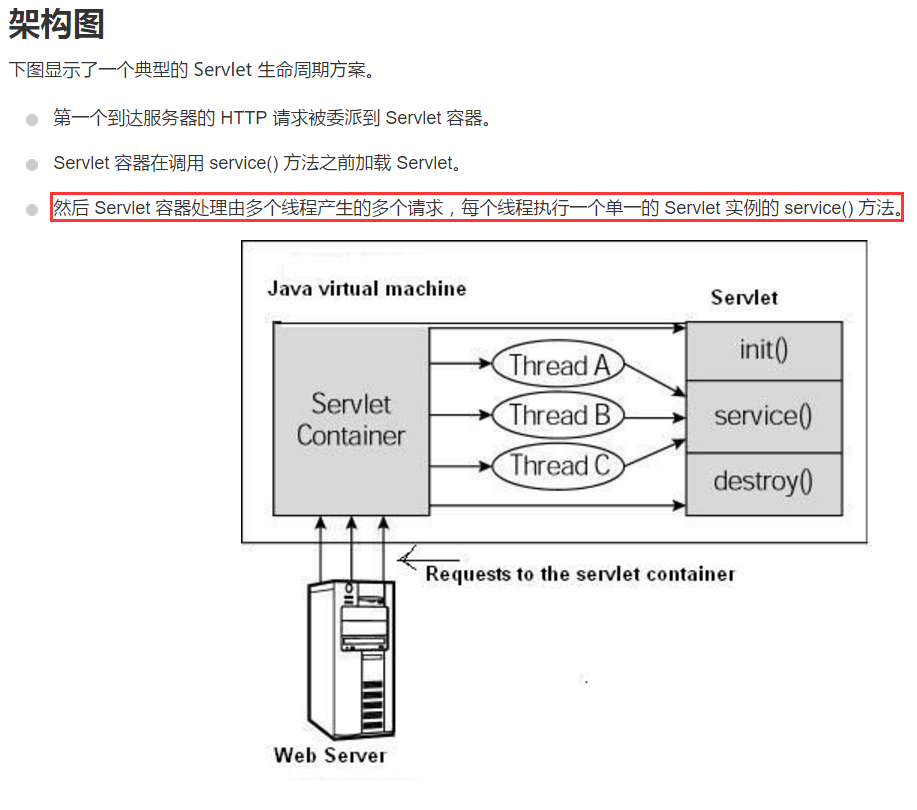 架构图
下图显示了一个典型的 Servlet 生命周期方案。
第一个到达服务器的 HTTP 请求被委派到 Servlet 容器。
Servlet 容器在调用 service() 方法之前加载 Servlet。
然后 Servlet 容器处理由多个线程产生的多个请求，每个线程执行一个单一的 Servlet 实例的 service() 方法。
Java virtual machine
Servlet
Servlet
Container
Thread A
Thread B
Thread C
init()
service()
destroy()
Requests to the servlet container
Web Server